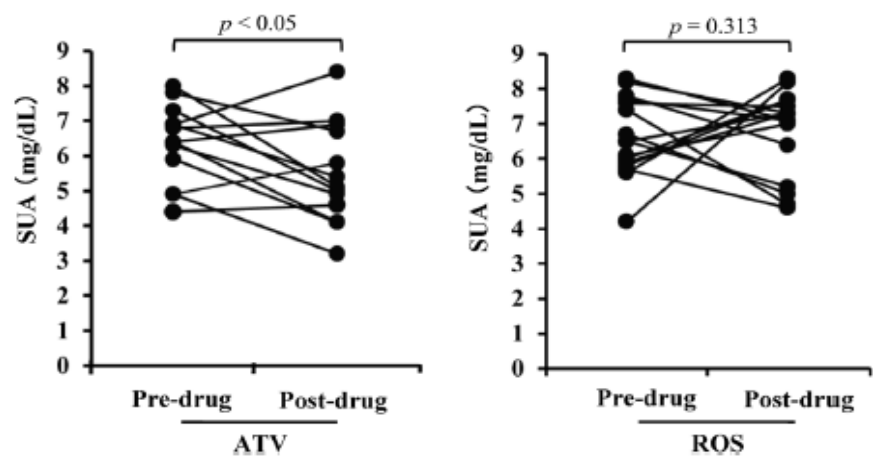 p < 0.05
SUA (mg/dL)
9
8
7
6
5
4
3
2
1
0
Pre-drug Post-drug
ATV
p = 0.313
SUA (mg/dL)
9
8
7
6
5
4
3
2
1
0
Pre-drug Post-drug
ROS